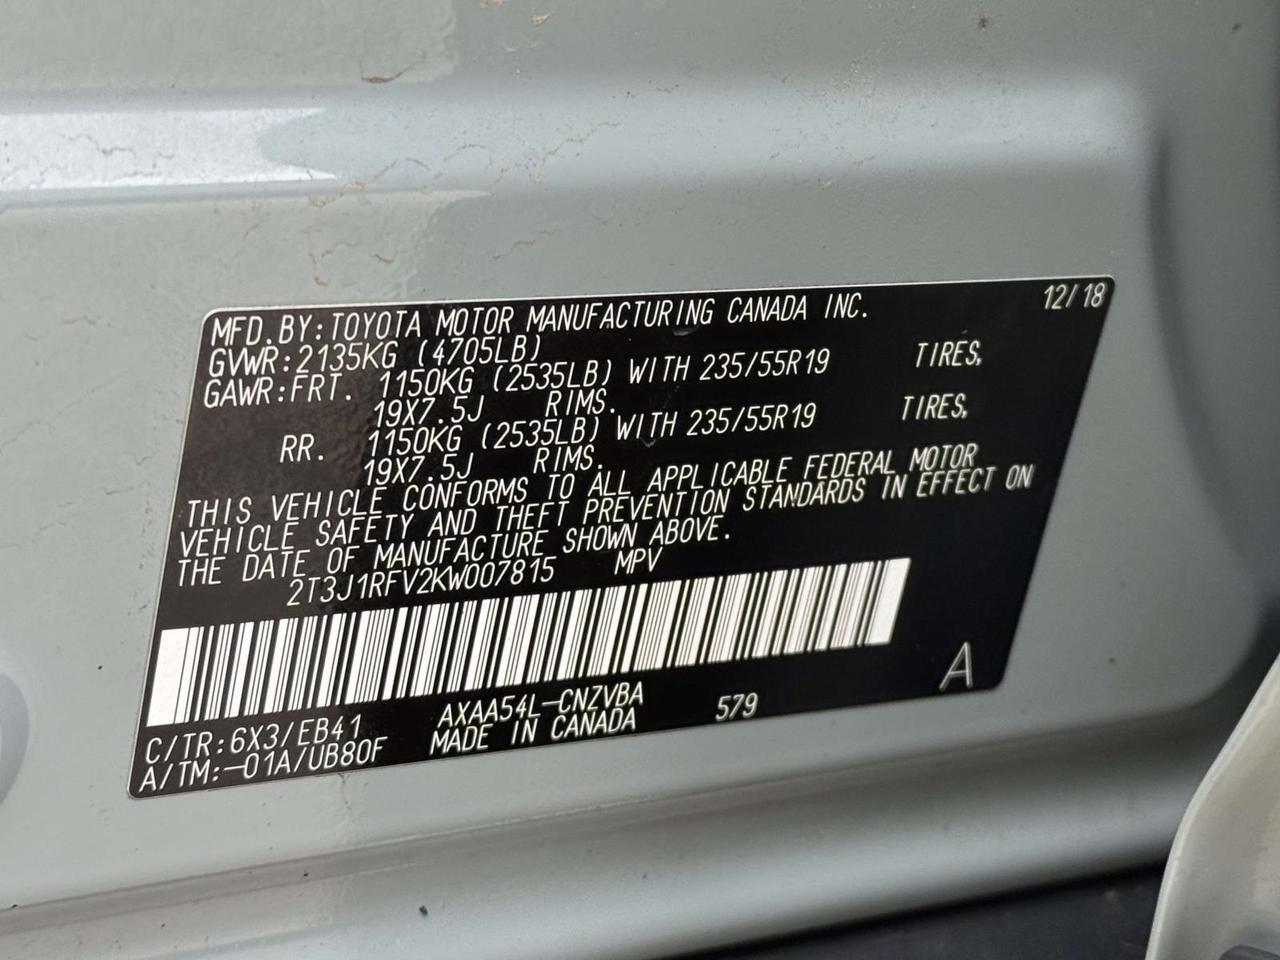 12/18
MFD.BY:TOYOTA MOTOR MANUFACTURING CANADA INC.
GVWR:2135KG (4705LB)
GAWR:FRT. 1150KG (2535LB) WITH 235/55R19 TIRES,
19X7.5J RIMS.
RR. 1150KG (2535LB) WITH 235/55R19 TIRES,
19X7.5J RIMS.
THIS VEHICLE CONFORMS TO ALL APPLICABLE FEDERAL MOTOR
VEHICLE SAFETY AND THEFT PREVENTION STANDARDS IN EFFECT ON
THE DATE OF MANUFACTURE SHOWN ABOVE.
2T3J1RFV2KW007815 MPV
C/TR:6X3/EB41 AXAA54L-CNZVBA 579 A
A/TM:-01A/UB80F MADE IN CANADA